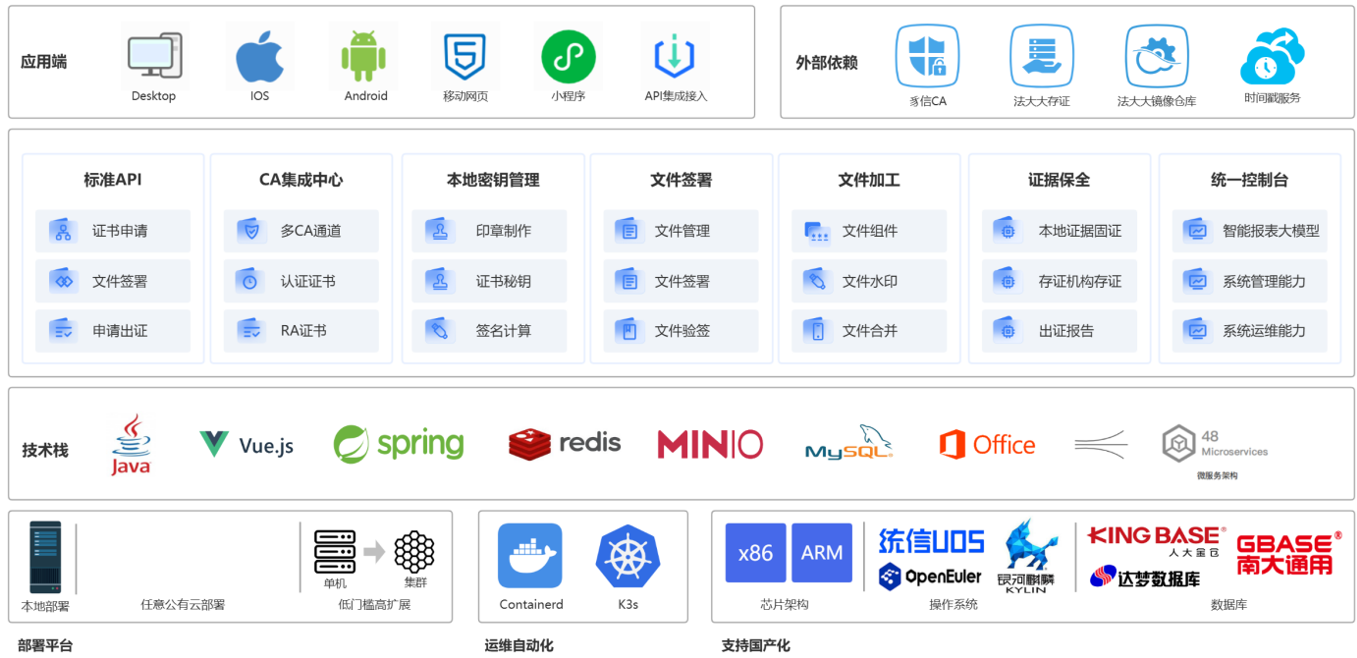 应用端
Desktop
IOS
Android
移动网页
小程序
API集成接入
外部依赖
豸信CA
法大大存证
法大大镜像仓库
时间戳服务
标准API
证书申请
文件签署
申请出证
CA集成中心
多CA通道
认证证书
RA证书
本地密钥管理
印章制作
证书秘钥
签名计算
文件签署
文件管理
文件签署
文件验签
文件加工
文件组件
文件水印
文件合并
证据保全
本地证据固证
存证机构存证
出证报告
统一控制台
智能报表大模型
系统管理能力
系统运维能力
技术栈
Java
Vue.js
spring
redis
MINIO
MySQL
Office
48
Microservices
微服务架构
本地部署
任意公有云部署
单机
集群
低门槛高扩展
部署平台
Containerd
K3s
运维自动化
x86
ARM
芯片架构
统信UOS
OpenEuler
银河麒麟
KYLIN
操作系统
KINGBASE®
人大金仓
达梦数据库
GBASE®
南大通用
数据库
支持国产化